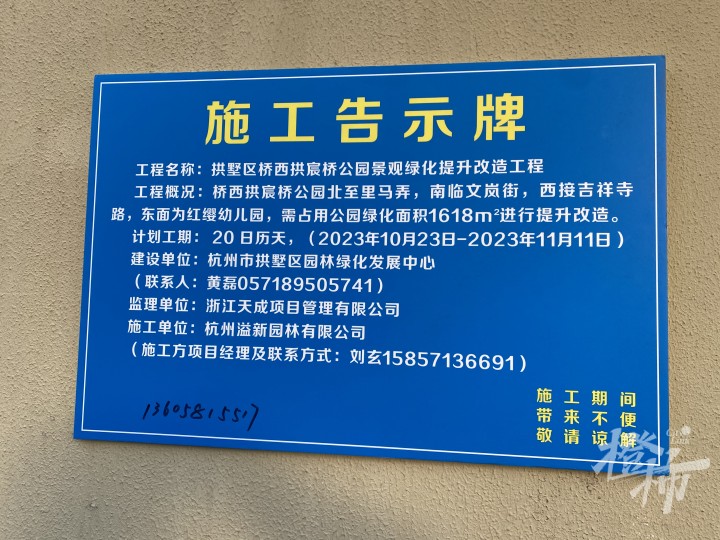 施工告示牌
工程名称：拱墅区桥西拱宸桥公园景观绿化提升改造工程
工程概况：桥西拱宸桥公园北至里马弄，南临文岚街，西接吉祥寺
路，东面为红缨幼儿园，需占用公园绿化面积1618m²进行提升改造。
计划工期：20日历天，（2023年10月23日-2023年11月11日）
建设单位：杭州市拱墅区园林绿化发展中心
（联系人：黄磊057189505741）
监理单位：浙江天成项目管理有限公司
施工单位：杭州溢新园林有限公司
（施工方项目经理及联系方式：刘玄15857136691）
13605815517
施工期间
带来不便
敬请谅解
City Link
橙柿